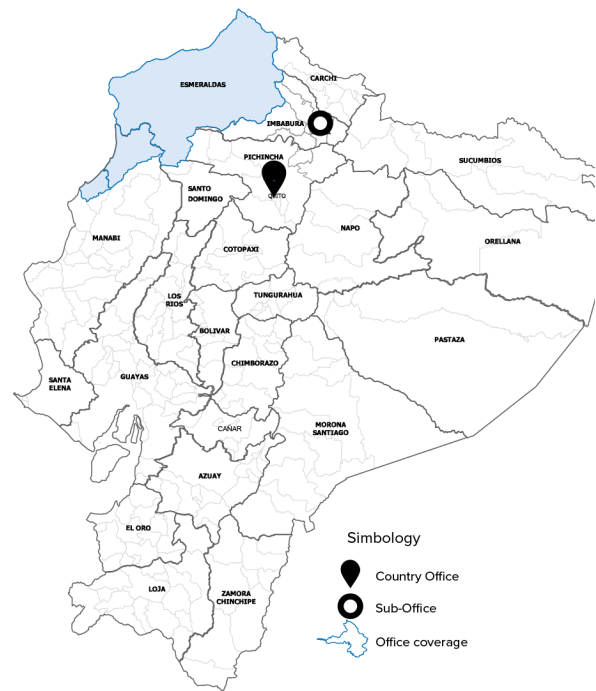 ESMERALDAS
CARCHI
IMBABURA
PICHINCHA
SUCUMBIOS
QUITO
SANTO
DOMINGO
NAPO
MANABI
ORELLANA
COTOPAXI
LOS
RIOS
TUNGURAHUA
BOLIVAR
PASTAZA
CHIMBORAZO
SANTA
ELENA
GUAYAS
CAÑAR
MORONA
SANTIAGO
AZUAY
EL ORO
LOJA
ZAMORA
CHINCHIPE
Simbology
Country Office
Sub-Office
Office coverage